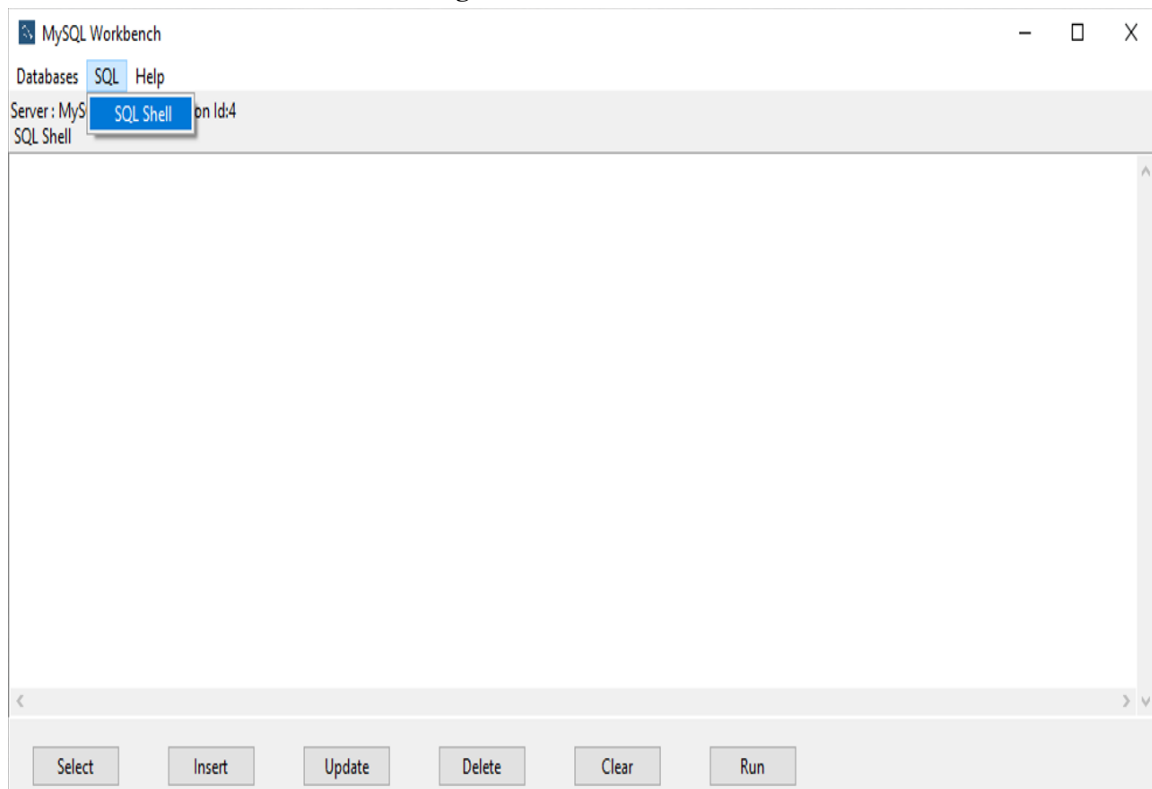 MySQL Workbench
Databases SQL Help
Server : MyS on Id:4
SQL Shell
SQL Shell
Select Insert Update Delete Clear Run